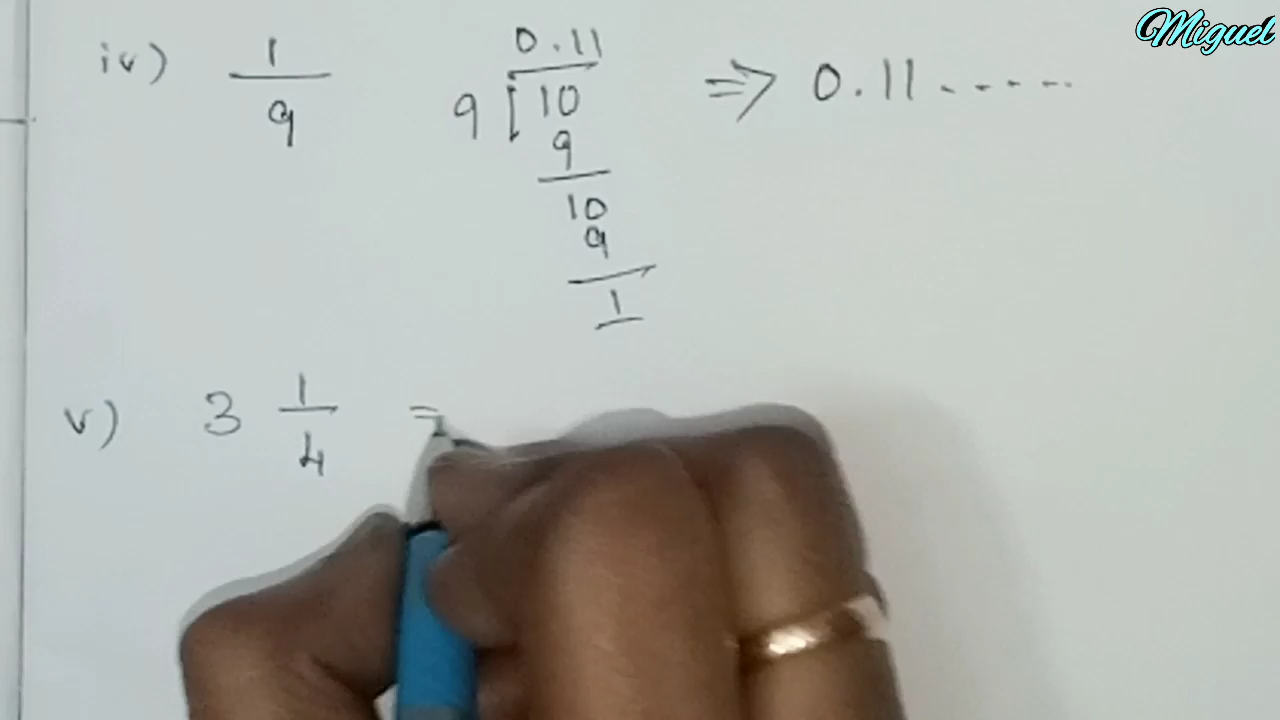 Miguel
iv) 1/9 0.11 ⇒ 0.11.....
9 [10
9
10
9
1
v) 3 1/4 =